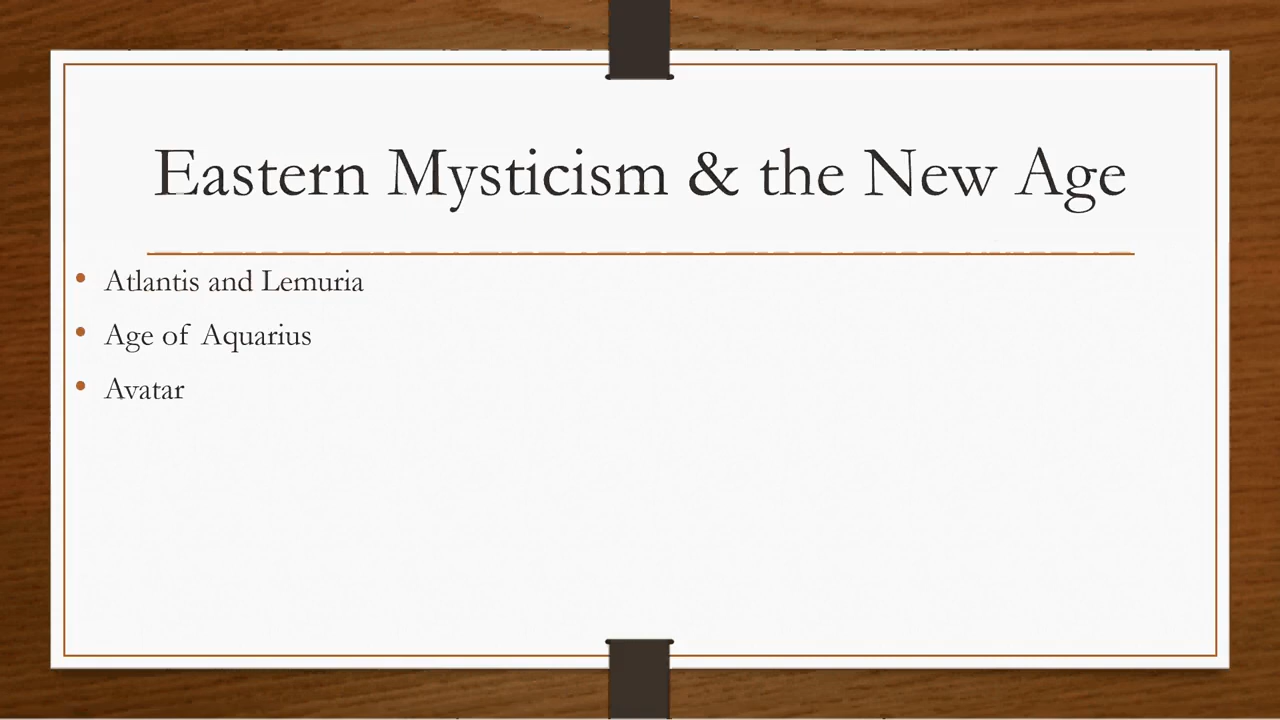 Eastern Mysticism & the New Age
• Atlantis and Lemuria
• Age of Aquarius
• Avatar